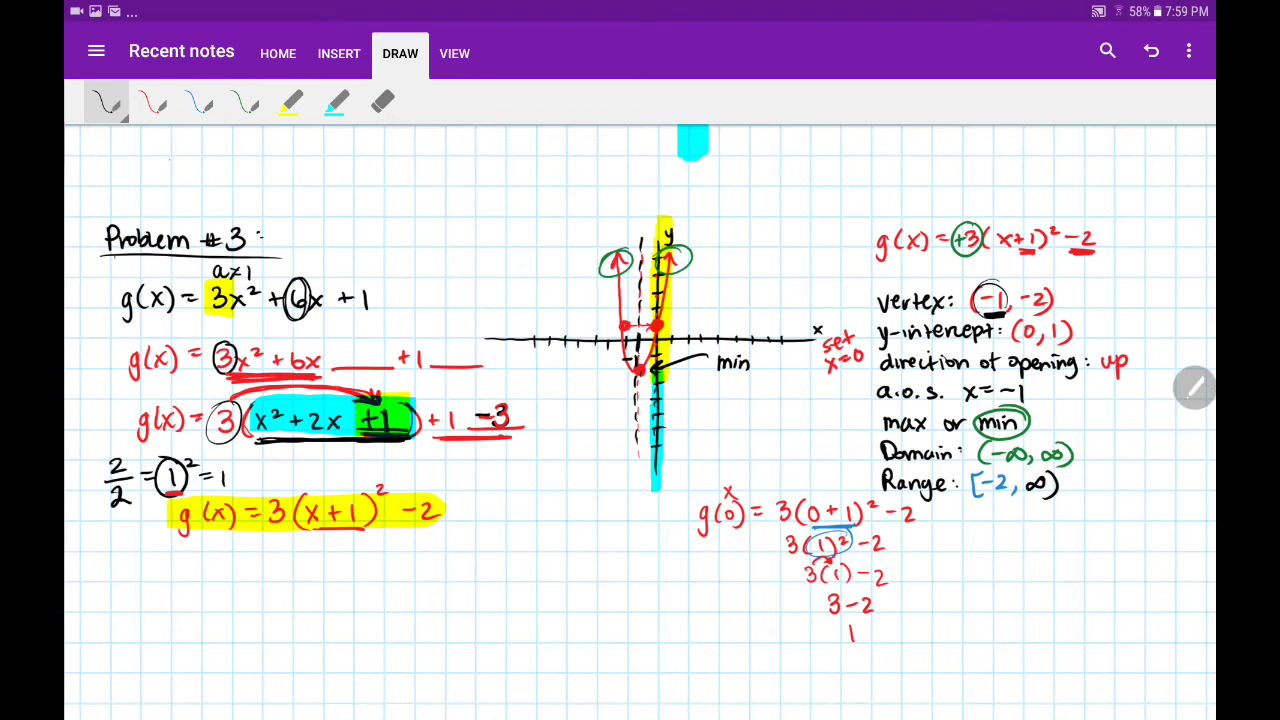 ... 58% 7:59 PM
Recent notes HOME INSERT DRAW VIEW
Problem #3:
a≠1
g(x) = 3x² + 6x + 1
g(x) = 3x² + 6x ____ +1 ____
g(x) = 3(x² + 2x +1) +1 -3
2/2 = 1² = 1
g(x) = 3(x+1)² -2
y
x
-1
min
set
x=0
x
g(0) = 3(0+1)² -2
3(1)² -2
3(1) -2
3-2
1
g(x) = +3(x+1)² -2
vertex: (-1, -2)
y-intercept: (0, 1)
direction of opening: up
a.o.s. x = -1
max or min
Domain: (-∞, ∞)
Range: [-2, ∞)